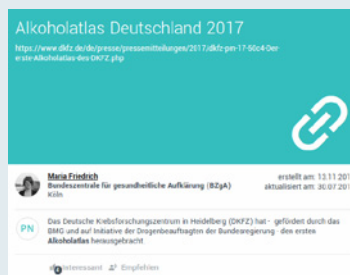 Alkoholatlas Deutschland 2017
https://www.dkfz.de/de/presse/pressemitteilungen/2017/dkfz-pm-17-50c4-Der-
erste-Alkoholatlas-des-DKFZ.php
Maria Friedrich
erstellt am: 13.11.201
Bundeszentrale für gesundheitliche Aufklärung (BZgA)
aktualisiert am: 30.07.201
Köln
PN
Das Deutsche Krebsforschungszentrum in Heidelberg (DKFZ) hat - gefördert durch das
BMG und auf Initiative der Drogenbeauftragten der Bundesregierung - den ersten
Alkoholatlas herausgebracht.
interessant Empfehlen